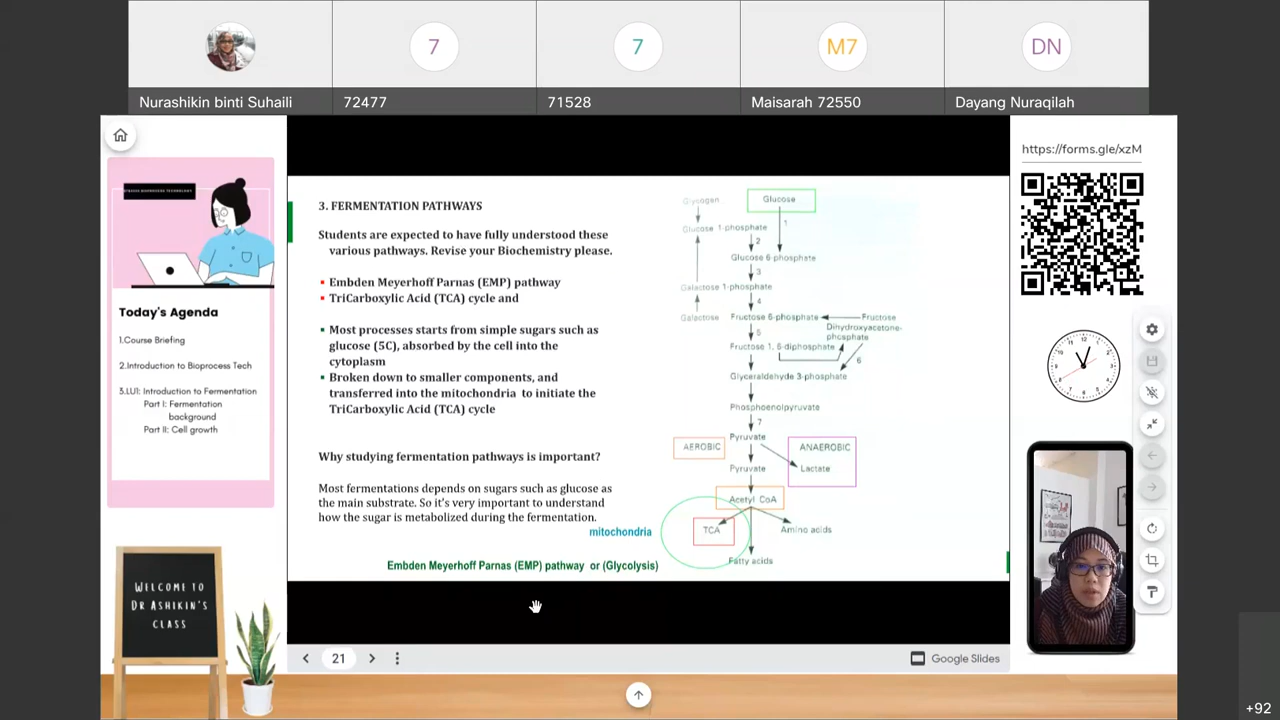 Nurashikin binti Suhaili
7
72477
7
71528
M7
Maisarah 72550
DN
Dayang Nuraqilah
Today's Agenda
1.Course Briefing
2.Introduction to Bioprocess Tech
3.LU1: Introduction to Fermentation
Part I: Fermentation
background
Part II: Cell growth
WELCOME TO
DR ASHIKIN'S
CLASS
3. FERMENTATION PATHWAYS
Students are expected to have fully understood these
various pathways. Revise your Biochemistry please.
Embden Meyerhoff Parnas (EMP) pathway
TriCarboxylic Acid (TCA) cycle and
Most processes starts from simple sugars such as
glucose (5C), absorbed by the cell into the
cytoplasm
Broken down to smaller components, and
transferred into the mitochondria to initiate the
TriCarboxylic Acid (TCA) cycle
Why studying fermentation pathways is important?
Most fermentations depends on sugars such as glucose as
the main substrate. So it's very important to understand
how the sugar is metabolized during the fermentation.
mitochondria
Embden Meyerhoff Parnas (EMP) pathway or (Glycolysis)
Glycogen
Glucose
1
Glucose 1-phosphate
2
Glucose 6-phosphate
3
Galactose 1-phosphate
4
Galactose
Fructose 6-phosphate
Fructose
5
Dihydroxyacetone-
phosphate
Fructose 1, 6-diphosphate
6
Glyceraldehyde 3-phosphate
Phosphoenolpyruvate
7
Pyruvate
AEROBIC
ANAEROBIC
Pyruvate
Lactate
Acetyl CoA
TCA
Amino acids
Fatty acids
21
Google Slides
https://forms.gle/xzM
+92